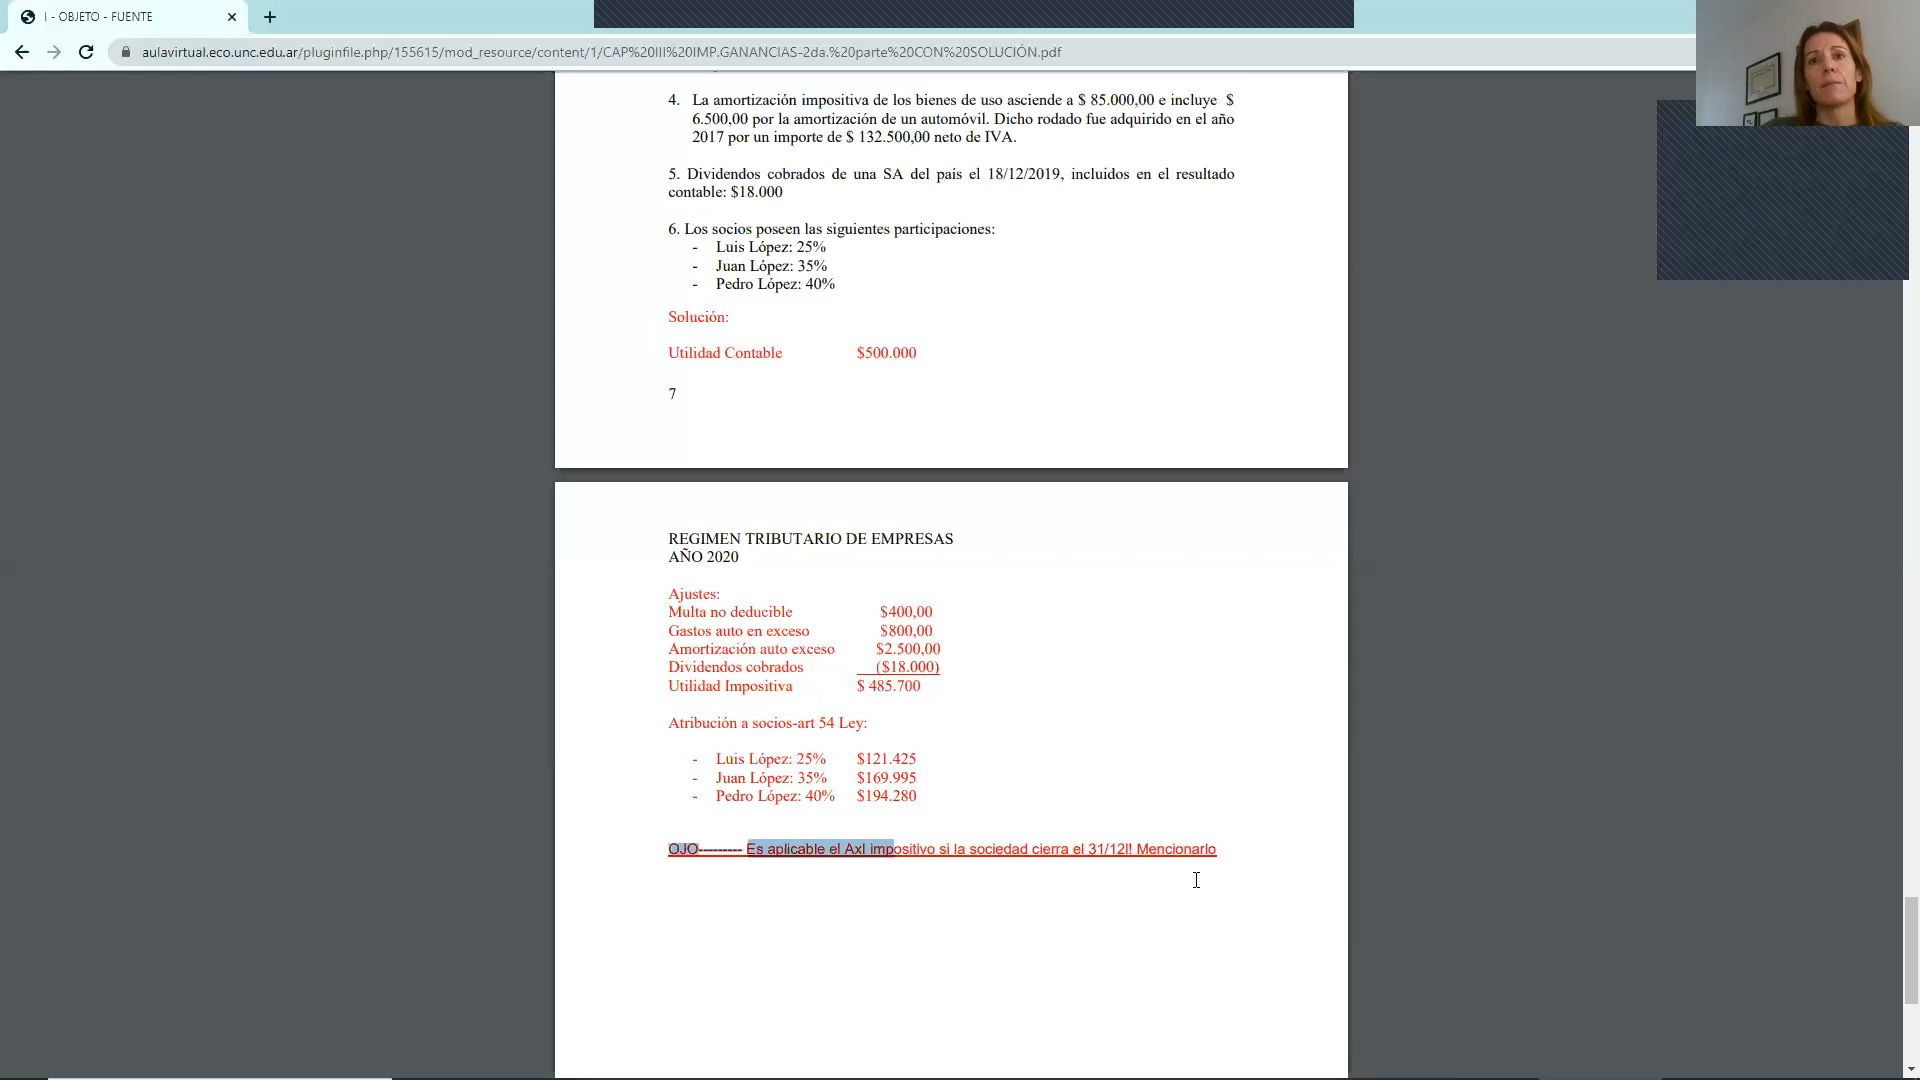 I - OBJETO - FUENTE
aulavirtual.eco.unc.edu.ar/pluginfile.php/155615/mod_resource/content/1/CAP%20III%20IMP.GANANCIAS-2da.%20parte%20CON%20SOLUCIÓN.pdf
4. La amortización impositiva de los bienes de uso asciende a $ 85.000,00 e incluye $
6.500,00 por la amortización de un automóvil. Dicho rodado fue adquirido en el año
2017 por un importe de $ 132.500,00 neto de IVA.
5. Dividendos cobrados de una SA del país el 18/12/2019, incluidos en el resultado
contable: $18.000
6. Los socios poseen las siguientes participaciones:
- Luis López: 25%
- Juan López: 35%
- Pedro López: 40%
Solución:
Utilidad Contable $500.000
7
REGIMEN TRIBUTARIO DE EMPRESAS
AÑO 2020
Ajustes:
Multa no deducible $400,00
Gastos auto en exceso $800,00
Amortización auto exceso $2.500,00
Dividendos cobrados ($18.000)
Utilidad Impositiva $ 485.700
Atribución a socios-art 54 Ley:
- Luis López: 25% $121.425
- Juan López: 35% $169.995
- Pedro López: 40% $194.280
OJO--------- Es aplicable el AxI impositivo si la sociedad cierra el 31/12I! Mencionarlo